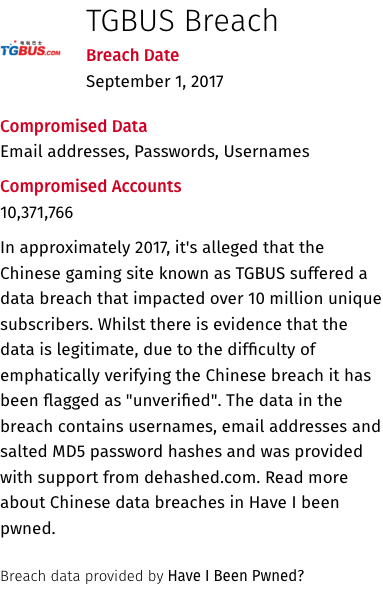 TGBUS Breach
电玩巴士
TGBUS.COM
Breach Date
September 1, 2017
Compromised Data
Email addresses, Passwords, Usernames
Compromised Accounts
10,371,766
In approximately 2017, it's alleged that the
Chinese gaming site known as TGBUS suffered a
data breach that impacted over 10 million unique
subscribers. Whilst there is evidence that the
data is legitimate, due to the difficulty of
emphatically verifying the Chinese breach it has
been flagged as "unverified". The data in the
breach contains usernames, email addresses and
salted MD5 password hashes and was provided
with support from dehashed.com. Read more
about Chinese data breaches in Have I been
pwned.
Breach data provided by Have I Been Pwned?